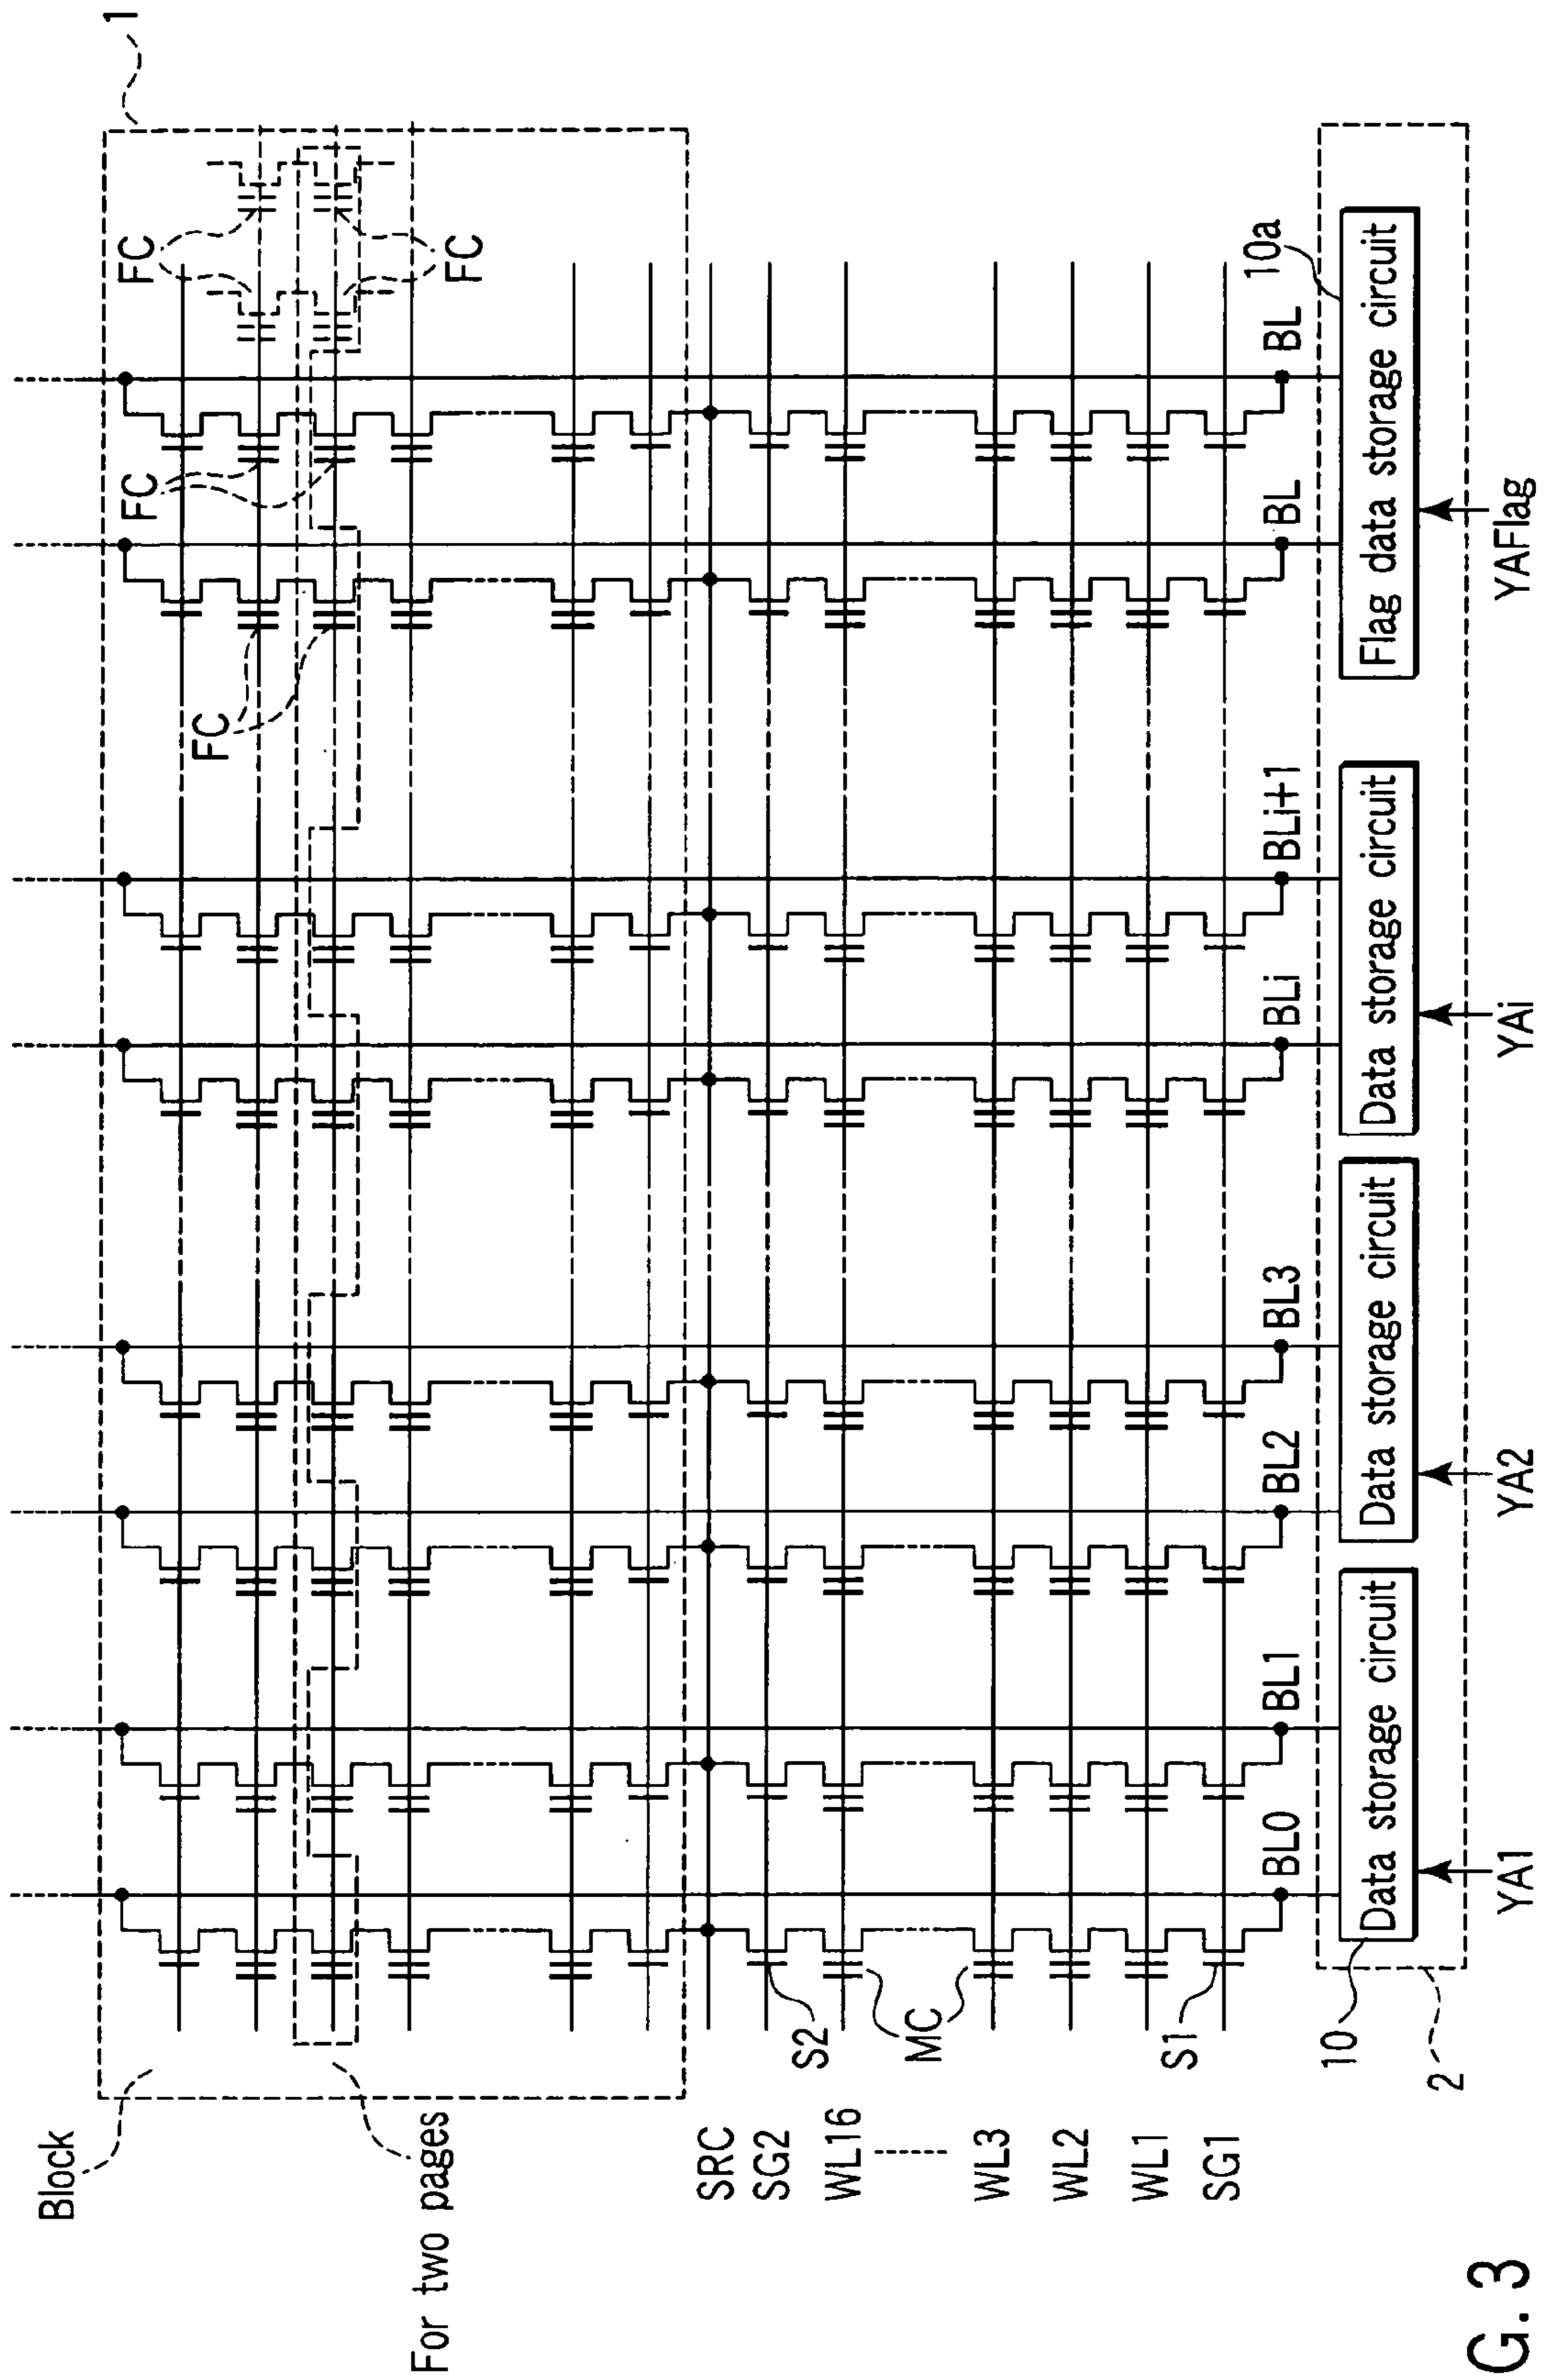 1
Block
For two pages
FC
FC
FC
FC
SRC
SG2
WL16
WL3
WL2
WL1
SG1
S2
MC
S1
BL0
BL1
BL2
BL3
BLi
BLi+1
BL
BL
10
10a
Data storage circuit
Data storage circuit
Data storage circuit
Flag data storage circuit
2
YA1
YA2
YAi
YAFlag
G. 3